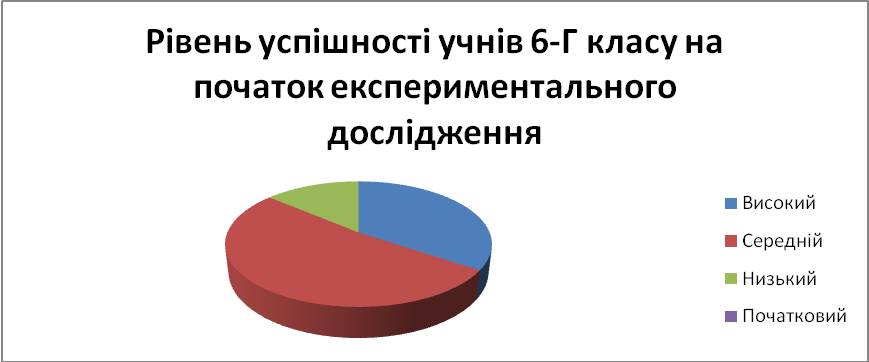 Рівень успішності учнів 6-Г класу на
початок експериментального
дослідження
Високий
Середній
Низький
Початковий